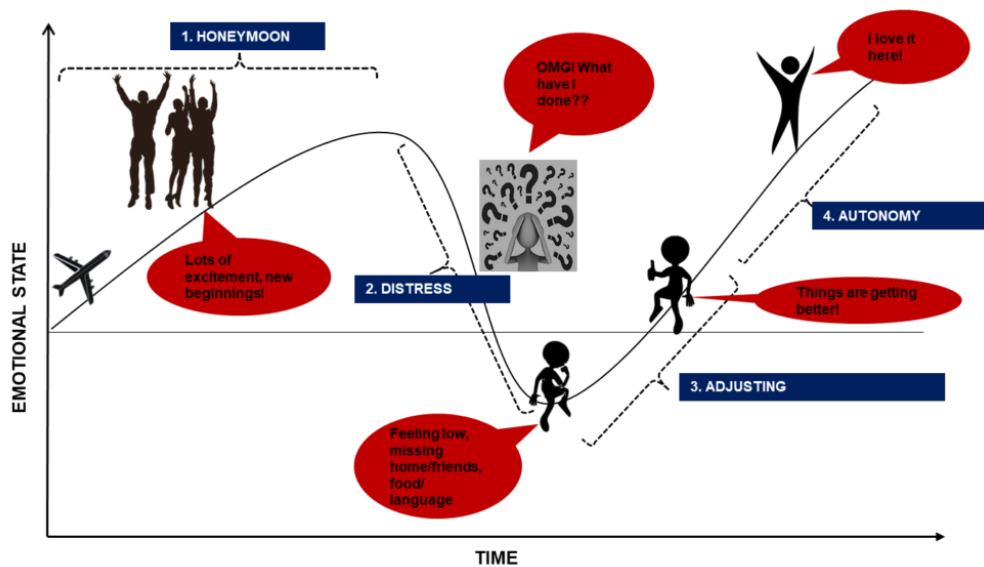 1. HONEYMOON
I love it
here!
OMG! What
have I
done??
4. AUTONOMY
Lots of
excitement, new
beginnings!
2. DISTRESS
Things are getting
better!
3. ADJUSTING
Feeling low,
missing
home/friends,
food/
language
EMOTIONAL STATE
TIME